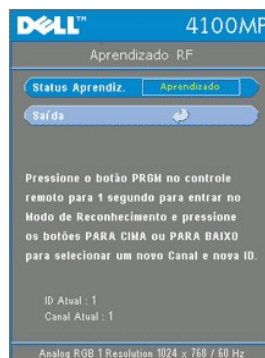 DELL™ 4100MP
Aprendizado RF
Status Aprendiz. Aprendizado
Saída
Pressione o botão PRGM no controle
remoto para 1 segundo para entrar no
Modo de Reconhecimento e pressione
os botões PARA CIMA ou PARA BAIXO
para selecionar um novo Canal e nova ID.
ID Atual : 1
Canal Atual : 1
Analog RGB 1 Resolution 1024 x 768 / 60 Hz